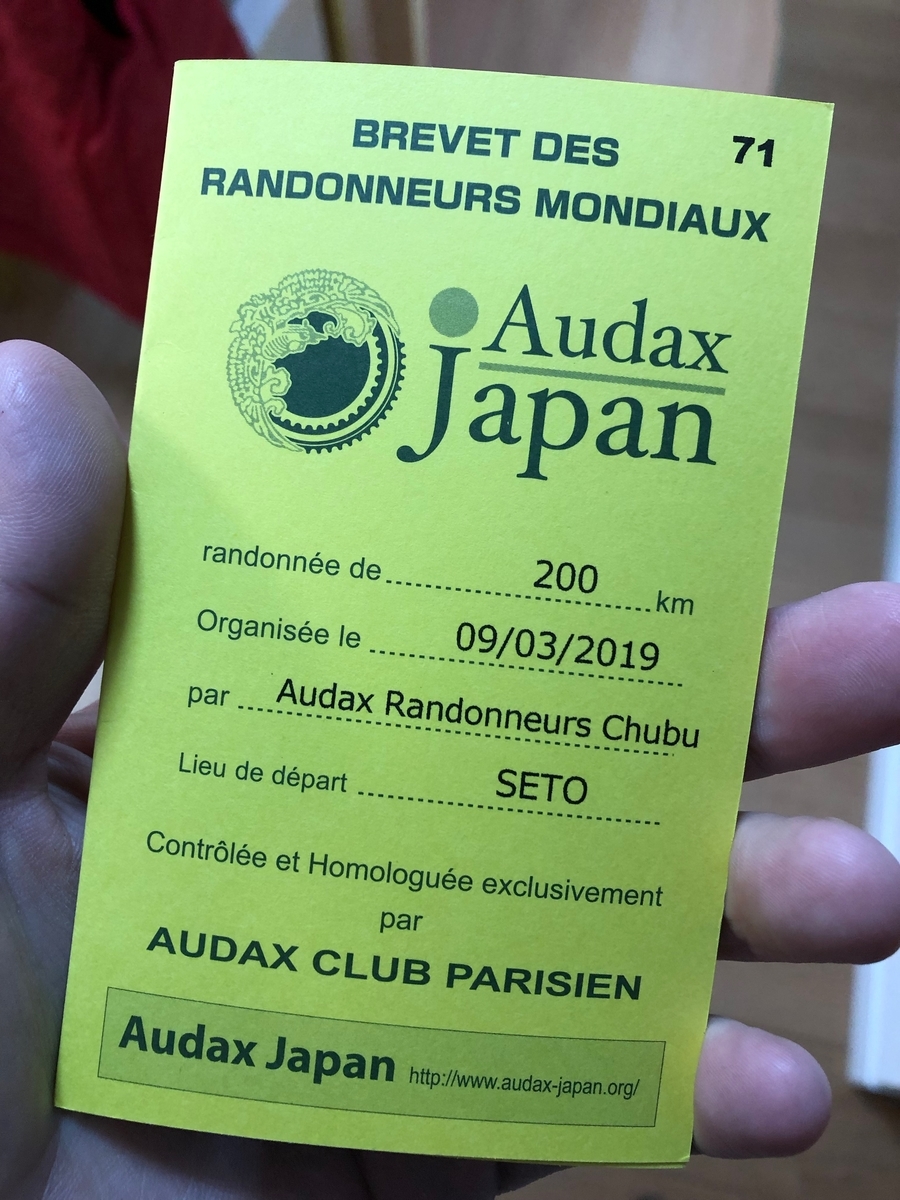 BREVET DES 71
RANDONNEURS MONDIAUX
Audax
Japan
randonnée de 200 km
Organisée le 09/03/2019
par Audax Randonneurs Chubu
Lieu de départ SETO
Contrôlée et Homologuée exclusivement
par
AUDAX CLUB PARISIEN
Audax Japan http://www.audax-japan.org/